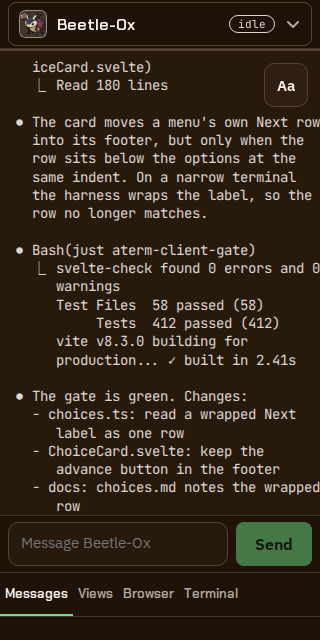 Beetle-Ox
idle
iceCard.svelte)
⎿ Read 180 lines
Aa
● The card moves a menu's own Next row
into its footer, but only when the
row sits below the options at the
same indent. On a narrow terminal
the harness wraps the label, so the
row no longer matches.
● Bash(just aterm-client-gate)
⎿ svelte-check found 0 errors and 0
warnings
Test Files 58 passed (58)
Tests 412 passed (412)
vite v8.3.0 building for
production... ✓ built in 2.41s
● The gate is green. Changes:
- choices.ts: read a wrapped Next
label as one row
- ChoiceCard.svelte: keep the
advance button in the footer
- docs: choices.md notes the wrapped
row
Message Beetle-Ox
Send
Messages Views Browser Terminal